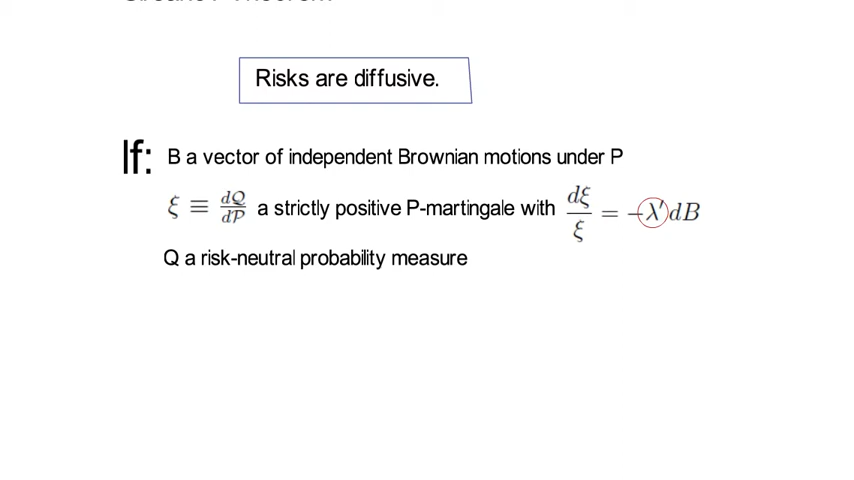 Risks are diffusive.
If: B a vector of independent Brownian motions under P
ξ ≡ dQ/dP a strictly positive P-martingale with dξ/ξ = −λ′dB
Q a risk-neutral probability measure